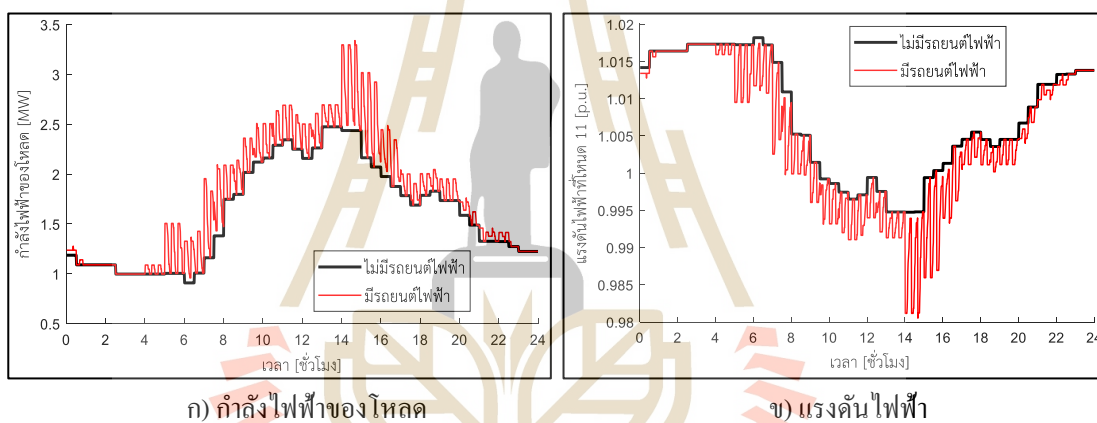 3.5
3
2.5
2
1.5
1
0.5
กำลังไฟฟ้าของโหลด [MW]
ไม่มีรถยนต์ไฟฟ้า
มีรถยนต์ไฟฟ้า
0 2 4 6 8 10 12 14 16 18 20 22 24
เวลา [ชั่วโมง]
ก) กำลังไฟฟ้าของโหลด
1.02
1.015
1.01
1.005
1
0.995
0.99
0.985
0.98
แรงดันไฟฟ้าที่โหนด 11 [p.u.]
ไม่มีรถยนต์ไฟฟ้า
มีรถยนต์ไฟฟ้า
0 2 4 6 8 10 12 14 16 18 20 22 24
เวลา [ชั่วโมง]
ข) แรงดันไฟฟ้า